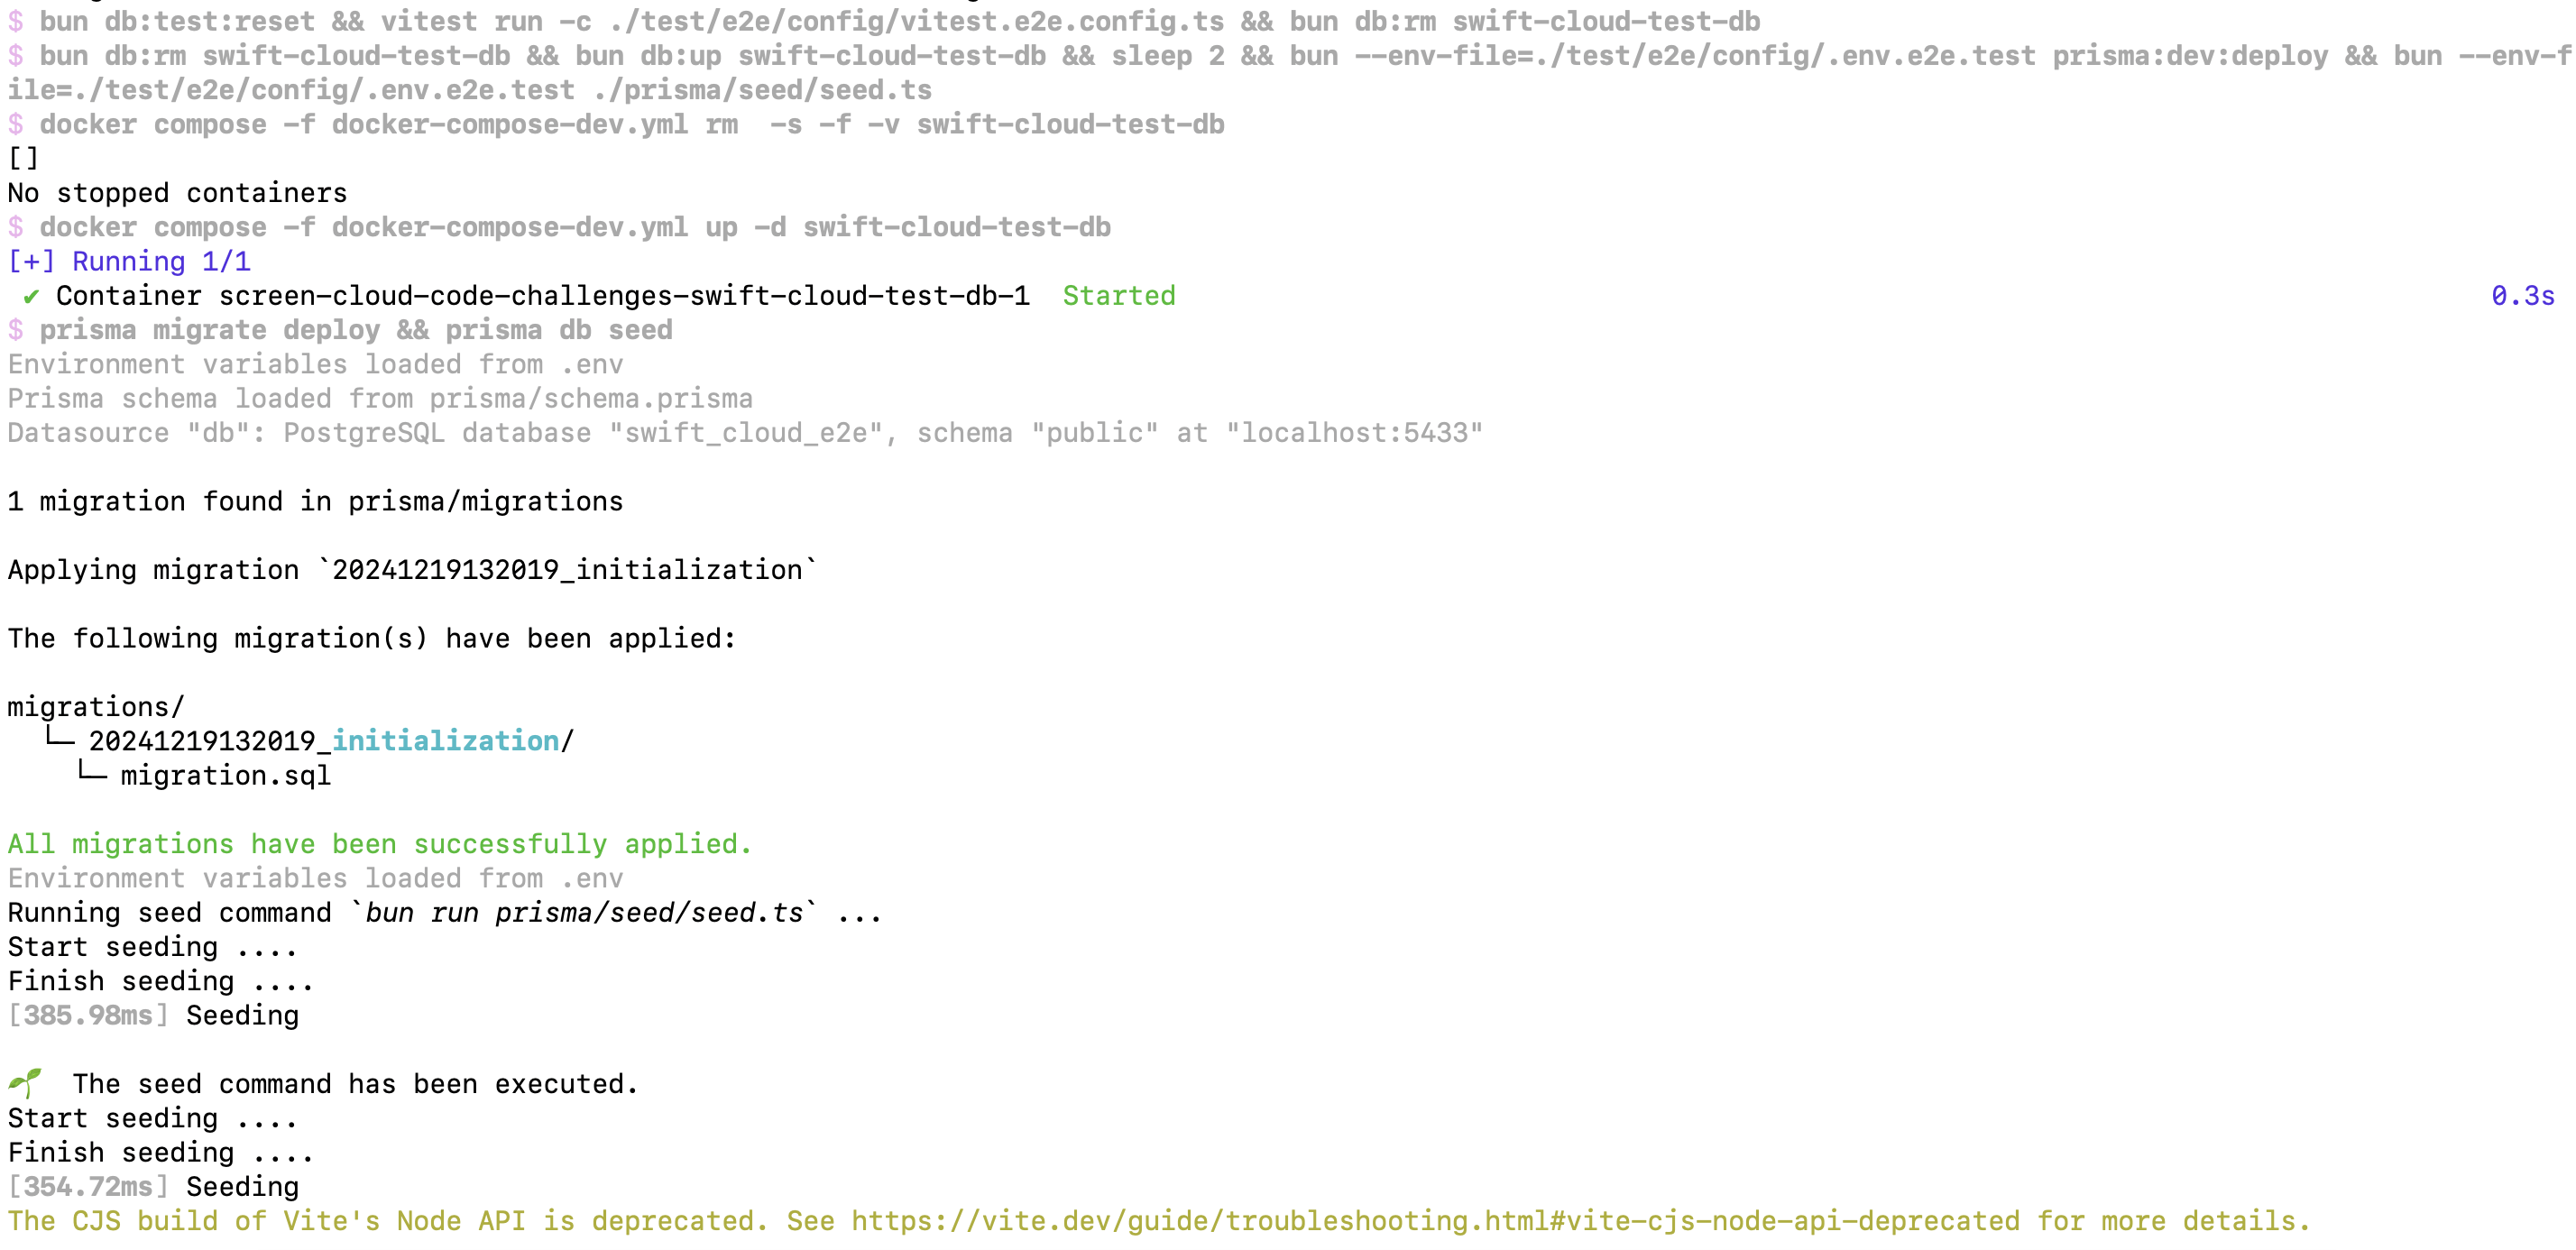 $ bun db:test:reset && vitest run -c ./test/e2e/config/vitest.e2e.config.ts && bun db:rm swift-cloud-test-db
$ bun db:rm swift-cloud-test-db && bun db:up swift-cloud-test-db && sleep 2 && bun --env-file=./test/e2e/config/.env.e2e.test prisma:dev:deploy && bun --env-f
ile=./test/e2e/config/.env.e2e.test ./prisma/seed/seed.ts
$ docker compose -f docker-compose-dev.yml rm  -s -f -v swift-cloud-test-db
[]
No stopped containers
$ docker compose -f docker-compose-dev.yml up -d swift-cloud-test-db
[+] Running 1/1
 ✔ Container screen-cloud-code-challenges-swift-cloud-test-db-1  Started 0.3s
$ prisma migrate deploy && prisma db seed
Environment variables loaded from .env
Prisma schema loaded from prisma/schema.prisma
Datasource "db": PostgreSQL database "swift_cloud_e2e", schema "public" at "localhost:5433"
1 migration found in prisma/migrations
Applying migration `20241219132019_initialization`
The following migration(s) have been applied:
migrations/
  └─ 20241219132019_initialization/
    └─ migration.sql
All migrations have been successfully applied.
Environment variables loaded from .env
Running seed command `bun run prisma/seed/seed.ts` ...
Start seeding ....
Finish seeding ....
[385.98ms] Seeding
🌱  The seed command has been executed.
Start seeding ....
Finish seeding ....
[354.72ms] Seeding
The CJS build of Vite's Node API is deprecated. See https://vite.dev/guide/troubleshooting.html#vite-cjs-node-api-deprecated for more details.